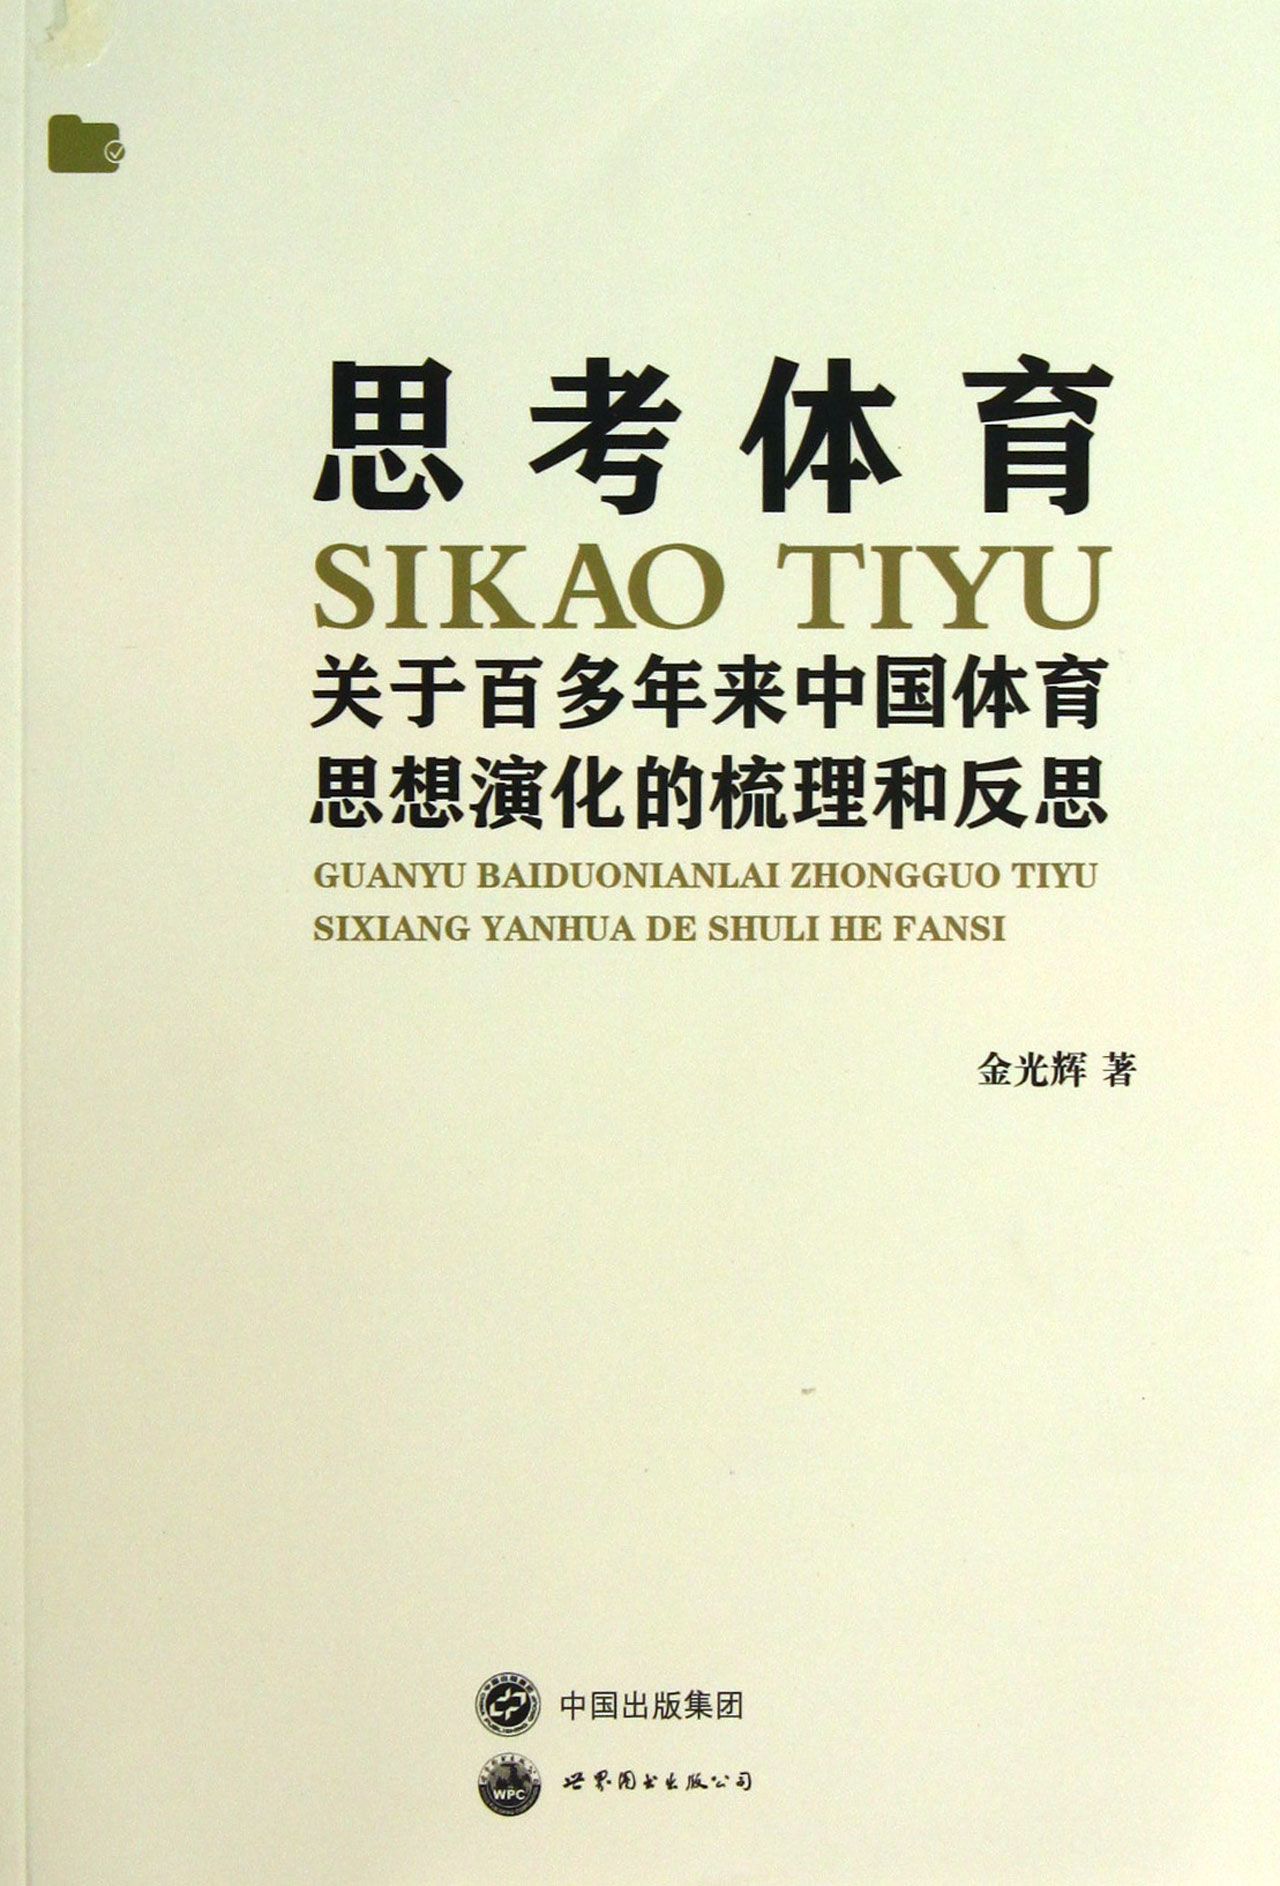 思考体育
SIKAO TIYU
关于百多年来中国体育
思想演化的梳理和反思
GUANYU BAIDUONIANLAI ZHONGGUO TIYU
SIXIANG YANHUA DE SHULI HE FANSI
金光辉 著
中国出版集团
WPC
世界图书出版公司